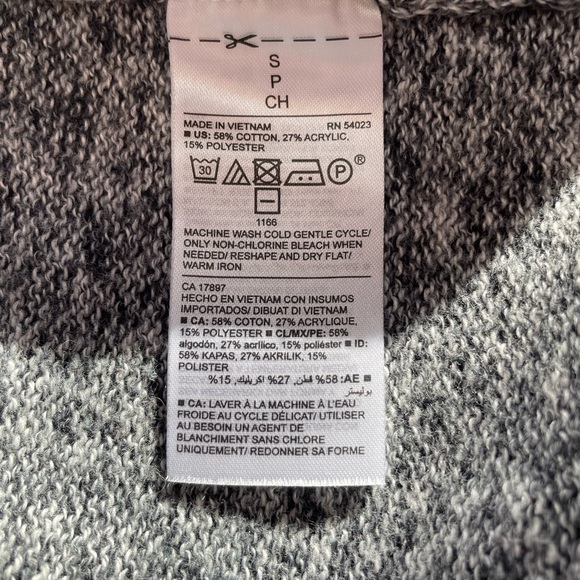 S
P
CH
MADE IN VIETNAM RN 54023
■ US: 58% COTTON, 27% ACRYLIC,
15% POLYESTER
30 P ®
1166
MACHINE WASH COLD GENTLE CYCLE/
ONLY NON-CHLORINE BLEACH WHEN
NEEDED/ RESHAPE AND DRY FLAT/
WARM IRON
CA 17897
HECHO EN VIETNAM CON INSUMOS
IMPORTADOS/ DIBUAT DI VIETNAM
■ CA: 58% COTON, 27% ACRYLIQUE,
15% POLYESTER ■ CL/MX/PE: 58%
algodón, 27% acrílico, 15% poliéster ■ ID:
58% KAPAS, 27% AKRILIK, 15%
POLISTER
■ AE: 58% قطن, 27% اكريليك, 15%
بوليستر
■ CA: LAVER À LA MACHINE À L'EAU
FROIDE AU CYCLE DÉLICAT/ UTILISER
AU BESOIN UN AGENT DE
BLANCHIMENT SANS CHLORE
UNIQUEMENT/ REDONNER SA FORME